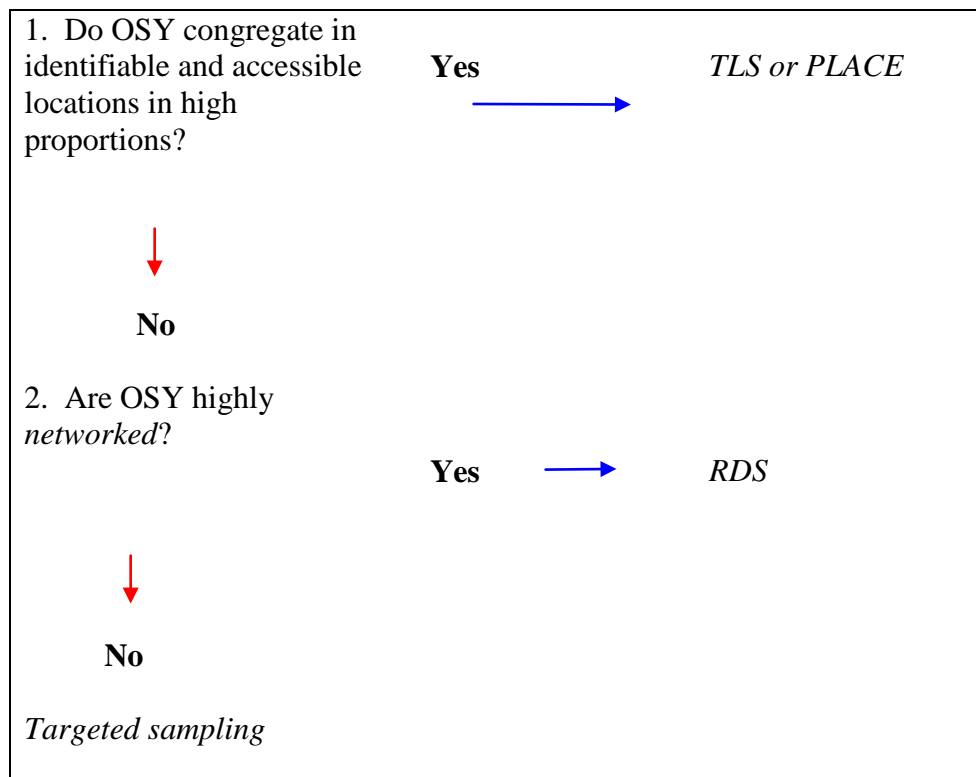 1. Do OSY congregate in
identifiable and accessible
locations in high
proportions?
Yes
TLS or PLACE
No
2. Are OSY highly
networked?
Yes
RDS
No
Targeted sampling